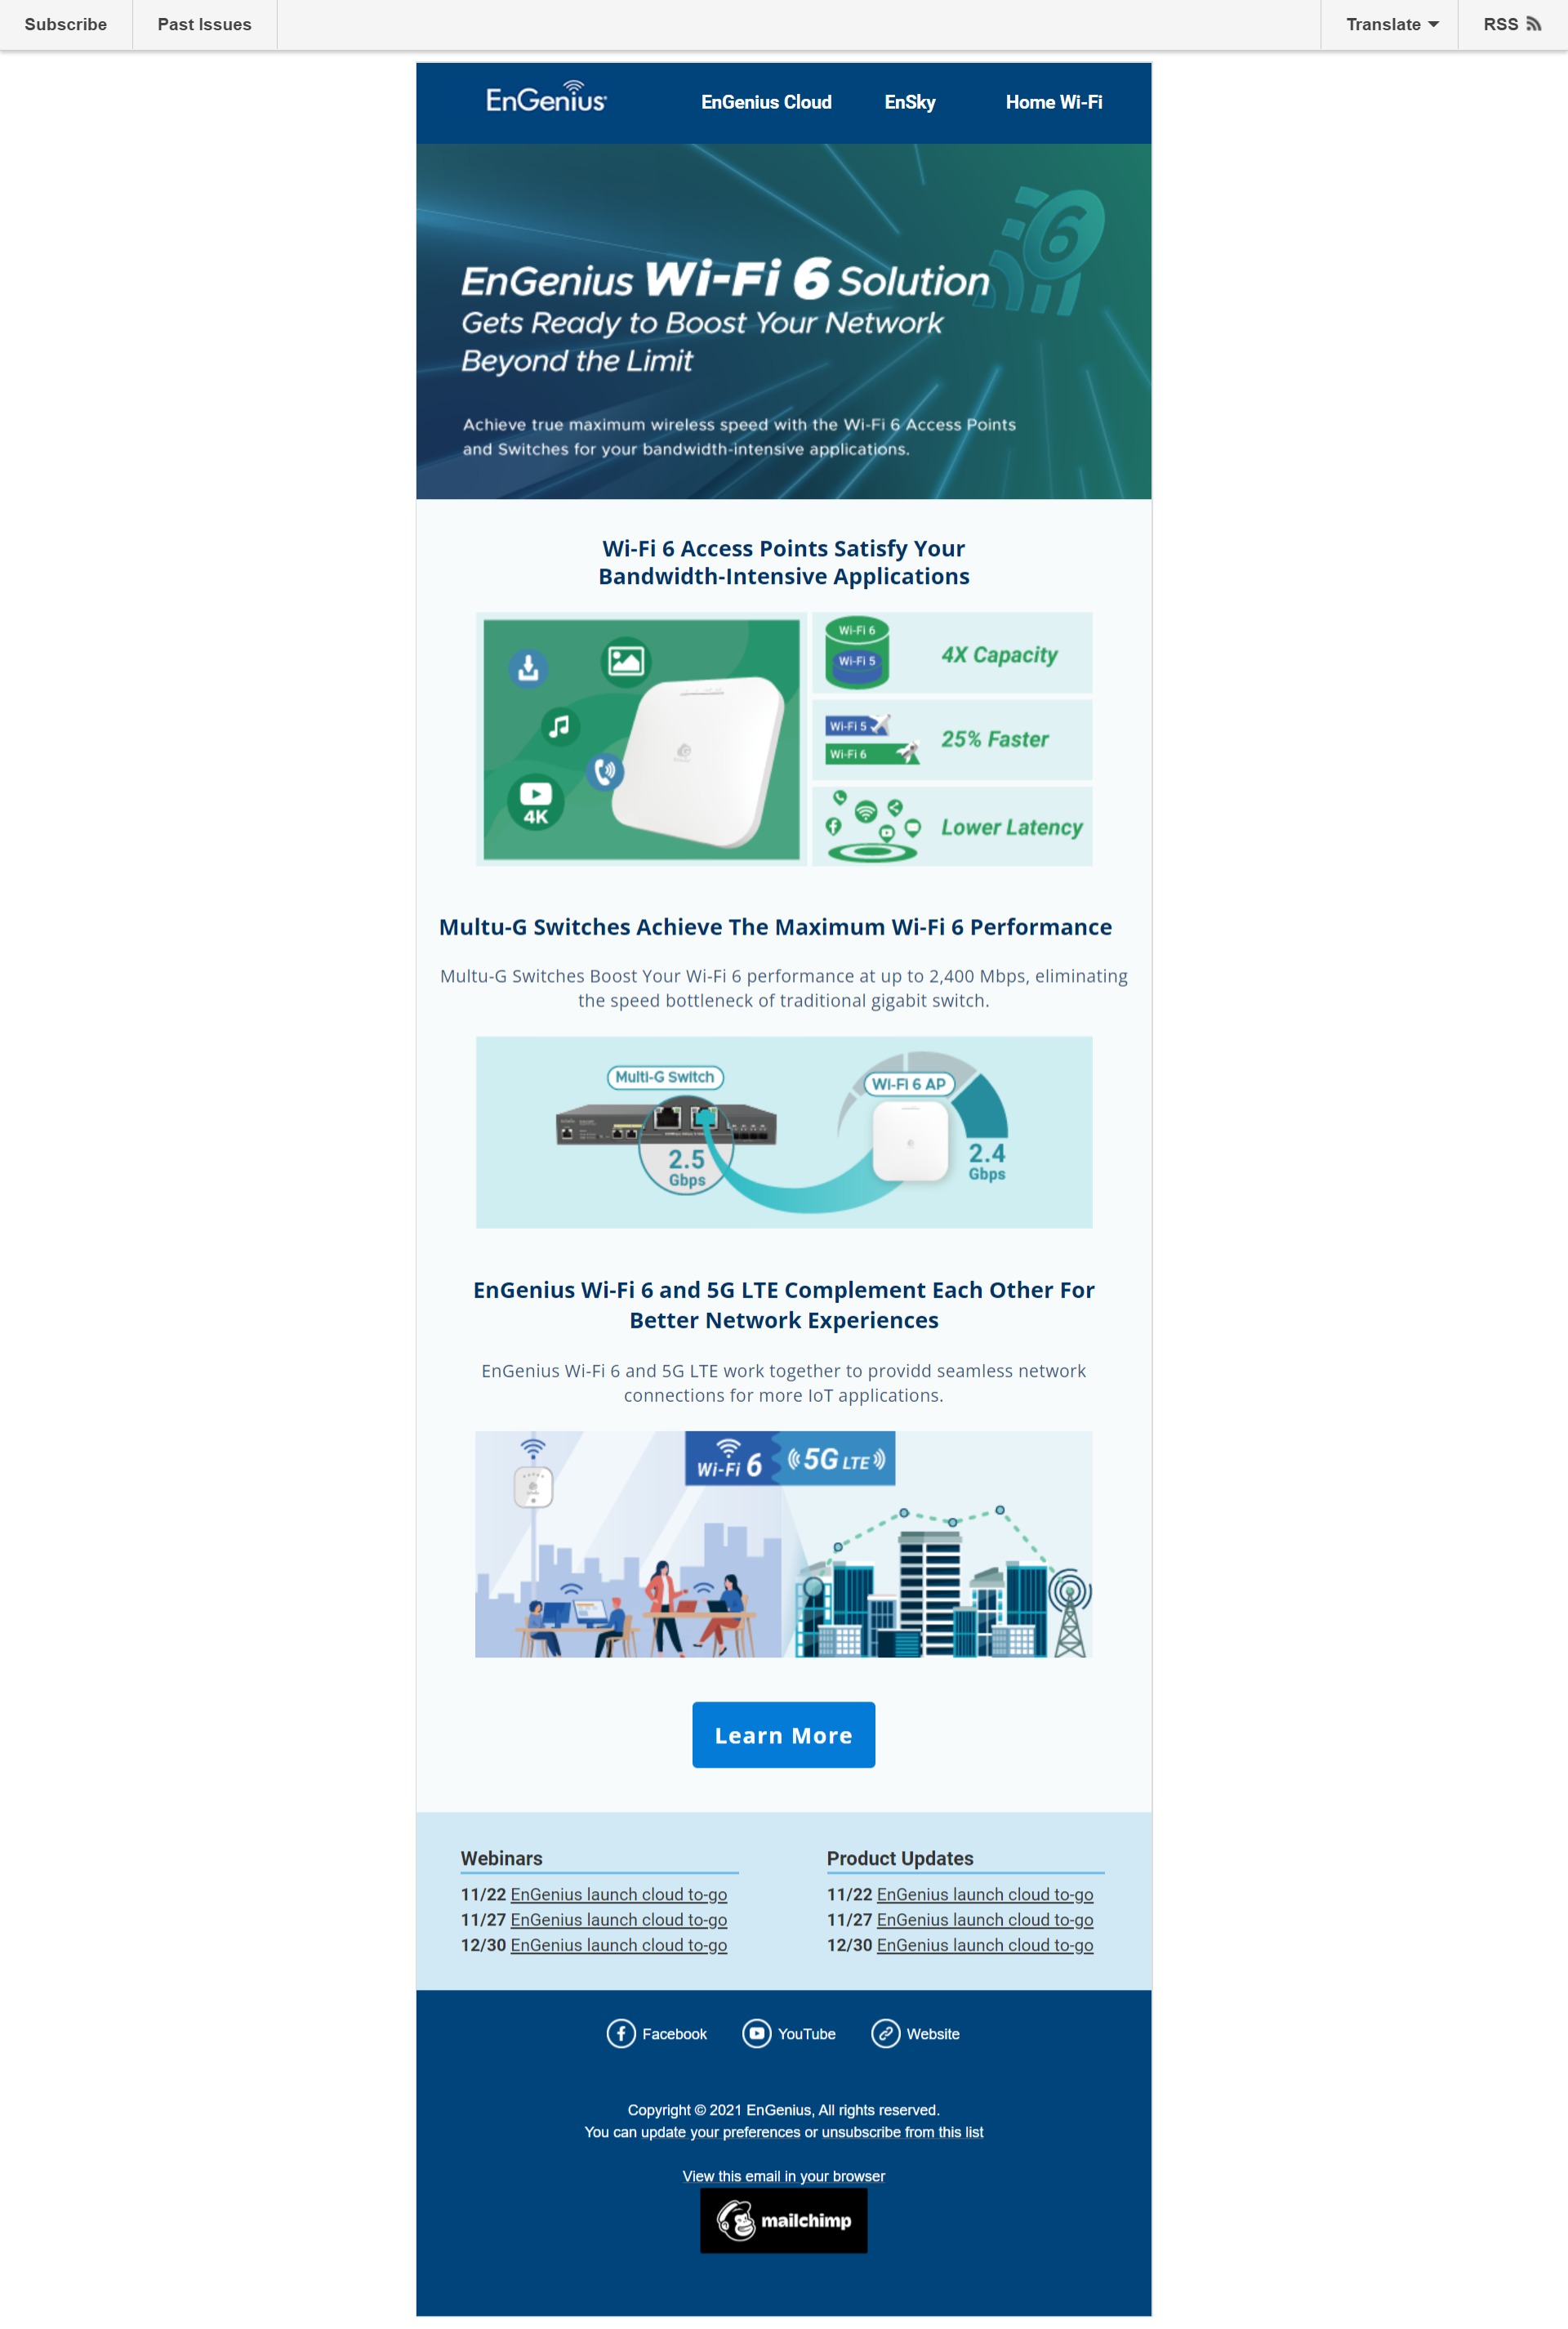 Subscribe
Past Issues
Translate
RSS
EnGenius
EnGenius Cloud
EnSky
Home Wi-Fi
6
EnGenius Wi-Fi 6 Solution
Gets Ready to Boost Your Network
Beyond the Limit
Achieve true maximum wireless speed with the Wi-Fi 6 Access Points
and Switches for your bandwidth-intensive applications.
Wi-Fi 6 Access Points Satisfy Your
Bandwidth-Intensive Applications
4K
Wi-Fi 6
Wi-Fi 5
4X Capacity
Wi-Fi 5
Wi-Fi 6
25% Faster
Lower Latency
Multu-G Switches Achieve The Maximum Wi-Fi 6 Performance
Multu-G Switches Boost Your Wi-Fi 6 performance at up to 2,400 Mbps, eliminating
the speed bottleneck of traditional gigabit switch.
Multi-G Switch
2.5
Gbps
Wi-Fi 6 AP
2.4
Gbps
EnGenius Wi-Fi 6 and 5G LTE Complement Each Other For
Better Network Experiences
EnGenius Wi-Fi 6 and 5G LTE work together to providd seamless network
connections for more IoT applications.
Wi-Fi 6
5G LTE
Learn More
Webinars
11/22 EnGenius launch cloud to-go
11/27 EnGenius launch cloud to-go
12/30 EnGenius launch cloud to-go
Product Updates
11/22 EnGenius launch cloud to-go
11/27 EnGenius launch cloud to-go
12/30 EnGenius launch cloud to-go
Facebook
YouTube
Website
Copyright © 2021 EnGenius, All rights reserved.
You can update your preferences or unsubscribe from this list
View this email in your browser
mailchimp